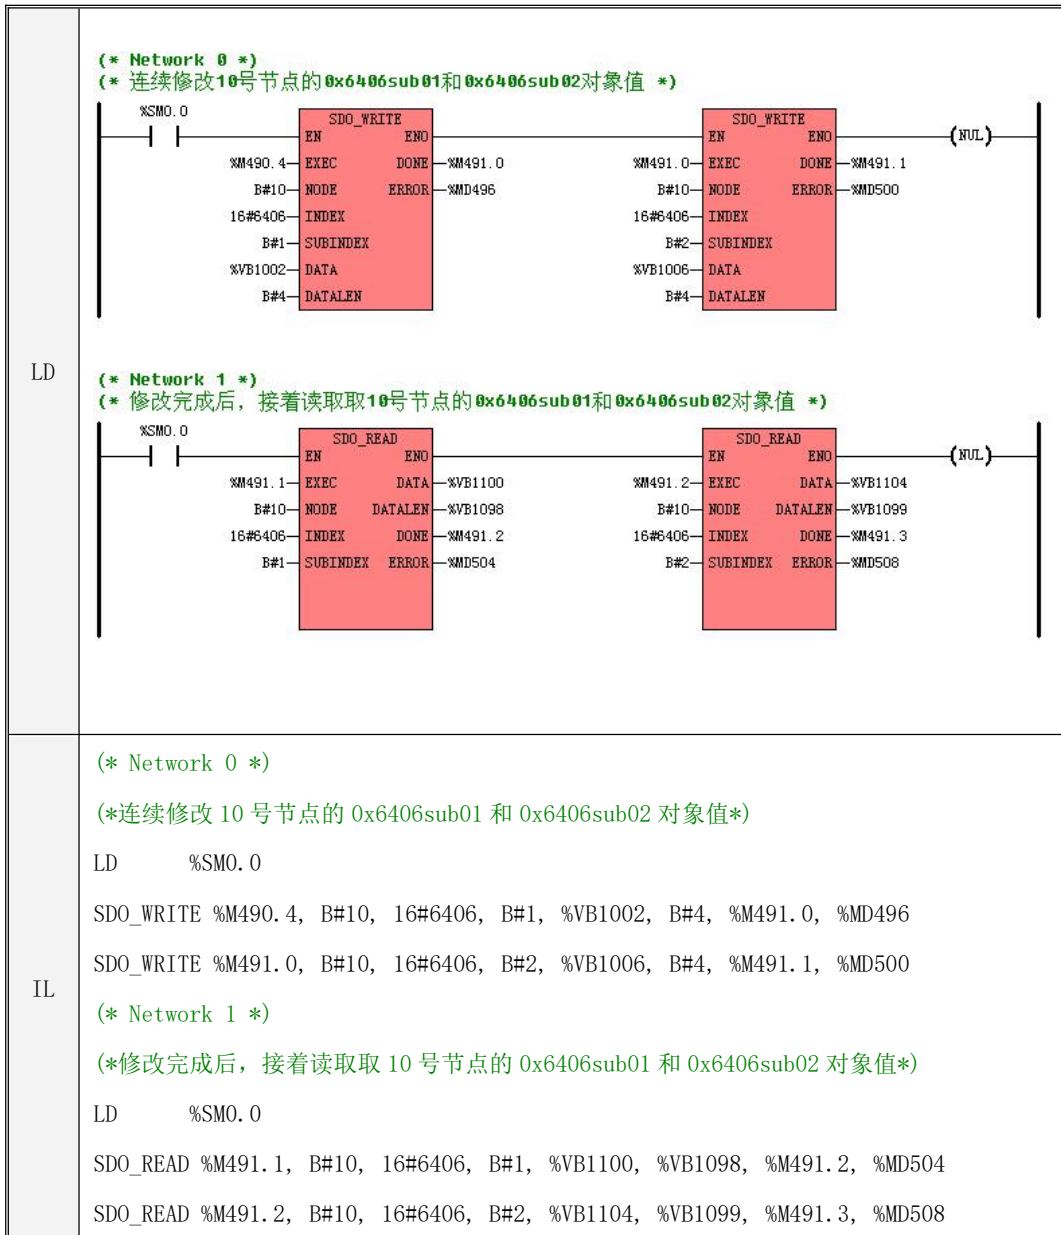 (* Network 0 *)
(* 连续修改10号节点的0x6406sub01和0x6406sub02对象值 *)
%SM0.0
SDO_WRITE SDO_WRITE
EN ENO EN ENO (NUL)
%M490.4 EXEC DONE %M491.0 %M491.0 EXEC DONE %M491.1
B#10 NODE ERROR %MD496 B#10 NODE ERROR %MD500
16#6406 INDEX 16#6406 INDEX
B#1 SUBINDEX B#2 SUBINDEX
%VB1002 DATA %VB1006 DATA
B#4 DATALEN B#4 DATALEN
LD
(* Network 1 *)
(* 修改完成后，接着读取取10号节点的0x6406sub01和0x6406sub02对象值 *)
%SM0.0
SDO_READ SDO_READ
EN ENO EN ENO (NUL)
%M491.1 EXEC DATA %VB1100 %M491.2 EXEC DATA %VB1104
B#10 NODE DATALEN %VB1098 B#10 NODE DATALEN %VB1099
16#6406 INDEX DONE %M491.2 16#6406 INDEX DONE %M491.3
B#1 SUBINDEX ERROR %MD504 B#2 SUBINDEX ERROR %MD508
IL
(* Network 0 *)
(*连续修改 10 号节点的 0x6406sub01 和 0x6406sub02 对象值*)
LD %SM0.0
SDO_WRITE %M490.4, B#10, 16#6406, B#1, %VB1002, B#4, %M491.0, %MD496
SDO_WRITE %M491.0, B#10, 16#6406, B#2, %VB1006, B#4, %M491.1, %MD500
(* Network 1 *)
(*修改完成后，接着读取取 10 号节点的 0x6406sub01 和 0x6406sub02 对象值*)
LD %SM0.0
SDO_READ %M491.1, B#10, 16#6406, B#1, %VB1100, %VB1098, %M491.2, %MD504
SDO_READ %M491.2, B#10, 16#6406, B#2, %VB1104, %VB1099, %M491.3, %MD508